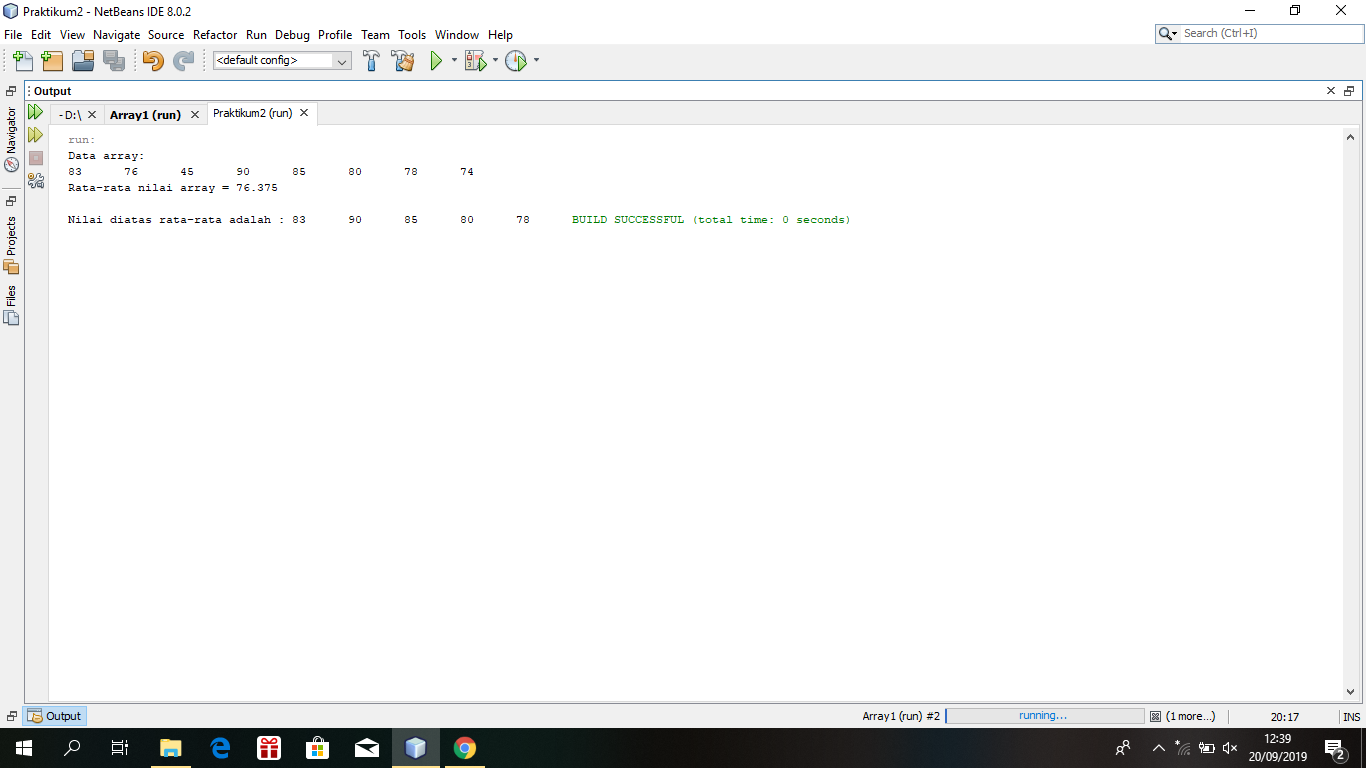 Praktikum2 - NetBeans IDE 8.0.2
File Edit View Navigate Source Refactor Run Debug Profile Team Tools Window Help
Search (Ctrl+I)
<default config>
Output
- D:\ Array1 (run) Praktikum2 (run)
Navigator
Projects
Files
run:
Data array:
83 76 45 90 85 80 78 74
Rata-rata nilai array = 76.375
Nilai diatas rata-rata adalah : 83 90 85 80 78 BUILD SUCCESSFUL (total time: 0 seconds)
Output
Array1 (run) #2 running... (1 more...) 20:17 INS
12:39
20/09/2019
2